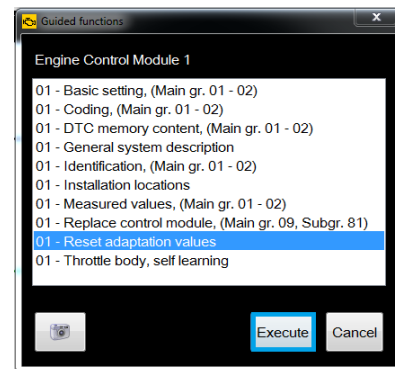 Guided functions
x
Engine Control Module 1
01 - Basic setting, (Main gr. 01 - 02)
01 - Coding, (Main gr. 01 - 02)
01 - DTC memory content, (Main gr. 01 - 02)
01 - General system description
01 - Identification, (Main gr. 01 - 02)
01 - Installation locations
01 - Measured values, (Main gr. 01 - 02)
01 - Replace control module, (Main gr. 09, Subgr. 81)
01 - Reset adaptation values
01 - Throttle body, self learning
Execute Cancel